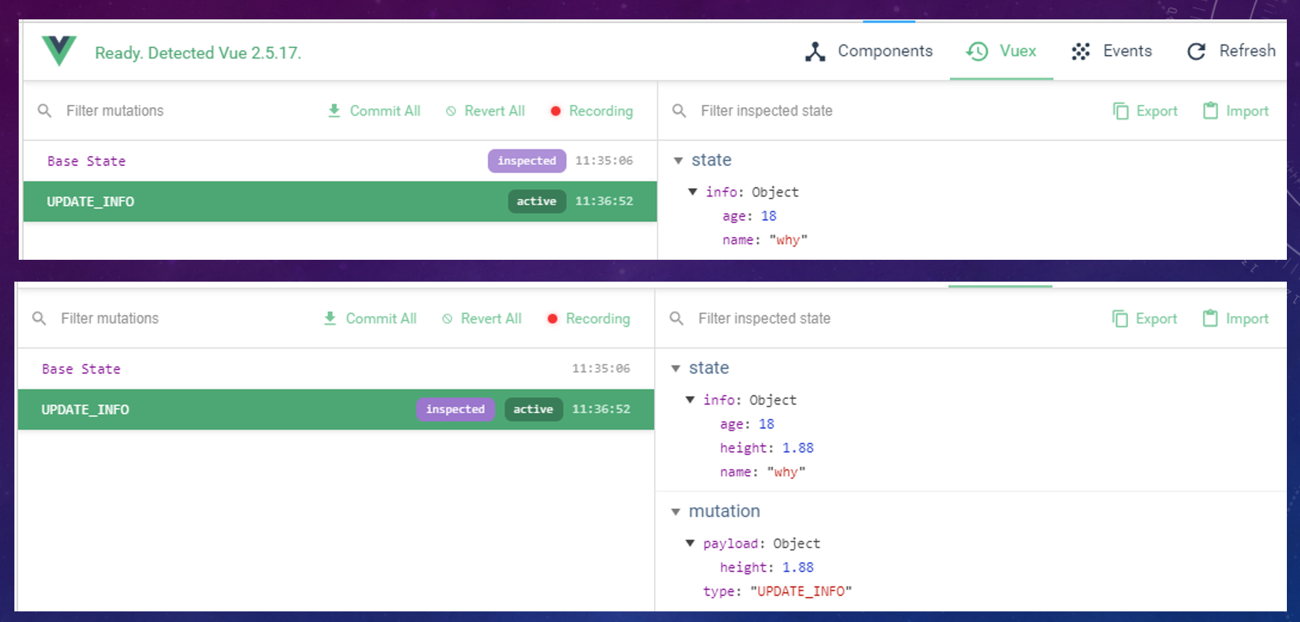 Ready. Detected Vue 2.5.17. Components Vuex Events Refresh
Filter mutations Commit All Revert All Recording
Filter inspected state Export Import
Base State inspected 11:35:06
UPDATE_INFO active 11:36:52
state
info: Object
age: 18
name: "why"
Filter mutations Commit All Revert All Recording
Filter inspected state Export Import
Base State 11:35:06
UPDATE_INFO inspected active 11:36:52
state
info: Object
age: 18
height: 1.88
name: "why"
mutation
payload: Object
height: 1.88
type: "UPDATE_INFO"